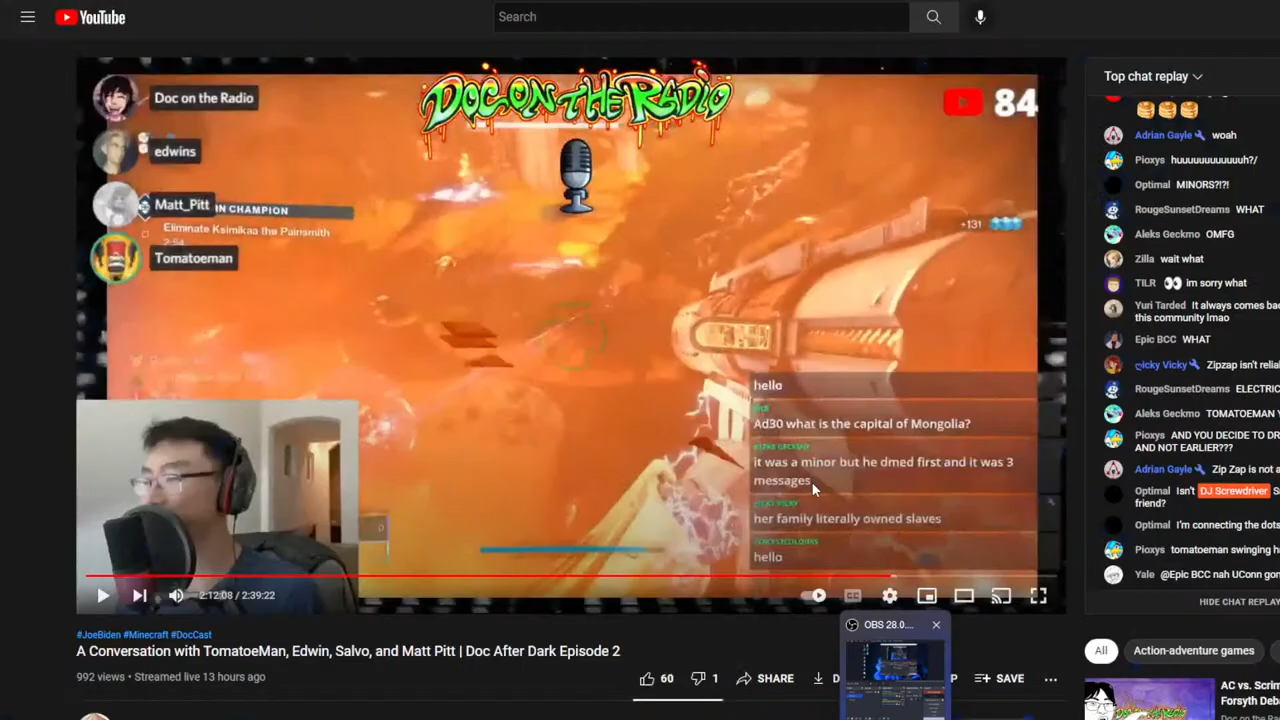 YouTube
Search
Top chat replay
Doc on the Radio
DOC ON THE RADIO
84
edwins
Matt_Pitt
IN CHAMPION
Eliminate Ksimikaa the Painsmith
2:54
Tomatoeman
+131
hello
Ad30 what is the capital of Mongolia?
it was a minor but he dmed first and it was 3
messages
her family literally owned slaves
hello
2:12:08 / 2:39:22
CC
Adrian Gayle woah
Pioxys huuuuuuuuuuuh?/
Optimal MINORS?!?!
RougeSunsetDreams WHAT
Aleks Geckmo OMFG
Zilla wait what
TILR 👀 im sorry what
Yuri Tarded It always comes ba
this community lmao
Epic BCC WHAT
icky Vicky Zipzap isn't relia
RougeSunsetDreams ELECTRIC
Aleks Geckmo TOMATOEMAN Y
Pioxys AND YOU DECIDE TO DR
AND NOT EARLIER???
Adrian Gayle Zip Zap is not a
Optimal Isn't DJ Screwdriver S
friend?
Optimal I'm connecting the dots
Pioxys tomatoeman swinging h
Yale @Epic BCC nah UConn gon
HIDE CHAT REPLAY
#JoeBiden #Minecraft #DocCast
A Conversation with TomatoeMan, Edwin, Salvo, and Matt Pitt | Doc After Dark Episode 2
992 views • Streamed live 13 hours ago
60
1
SHARE
D
P
SAVE
OBS 28.0....
All
Action-adventure games
AC vs. Scrim
Forsyth Deb
Doc on the Radio